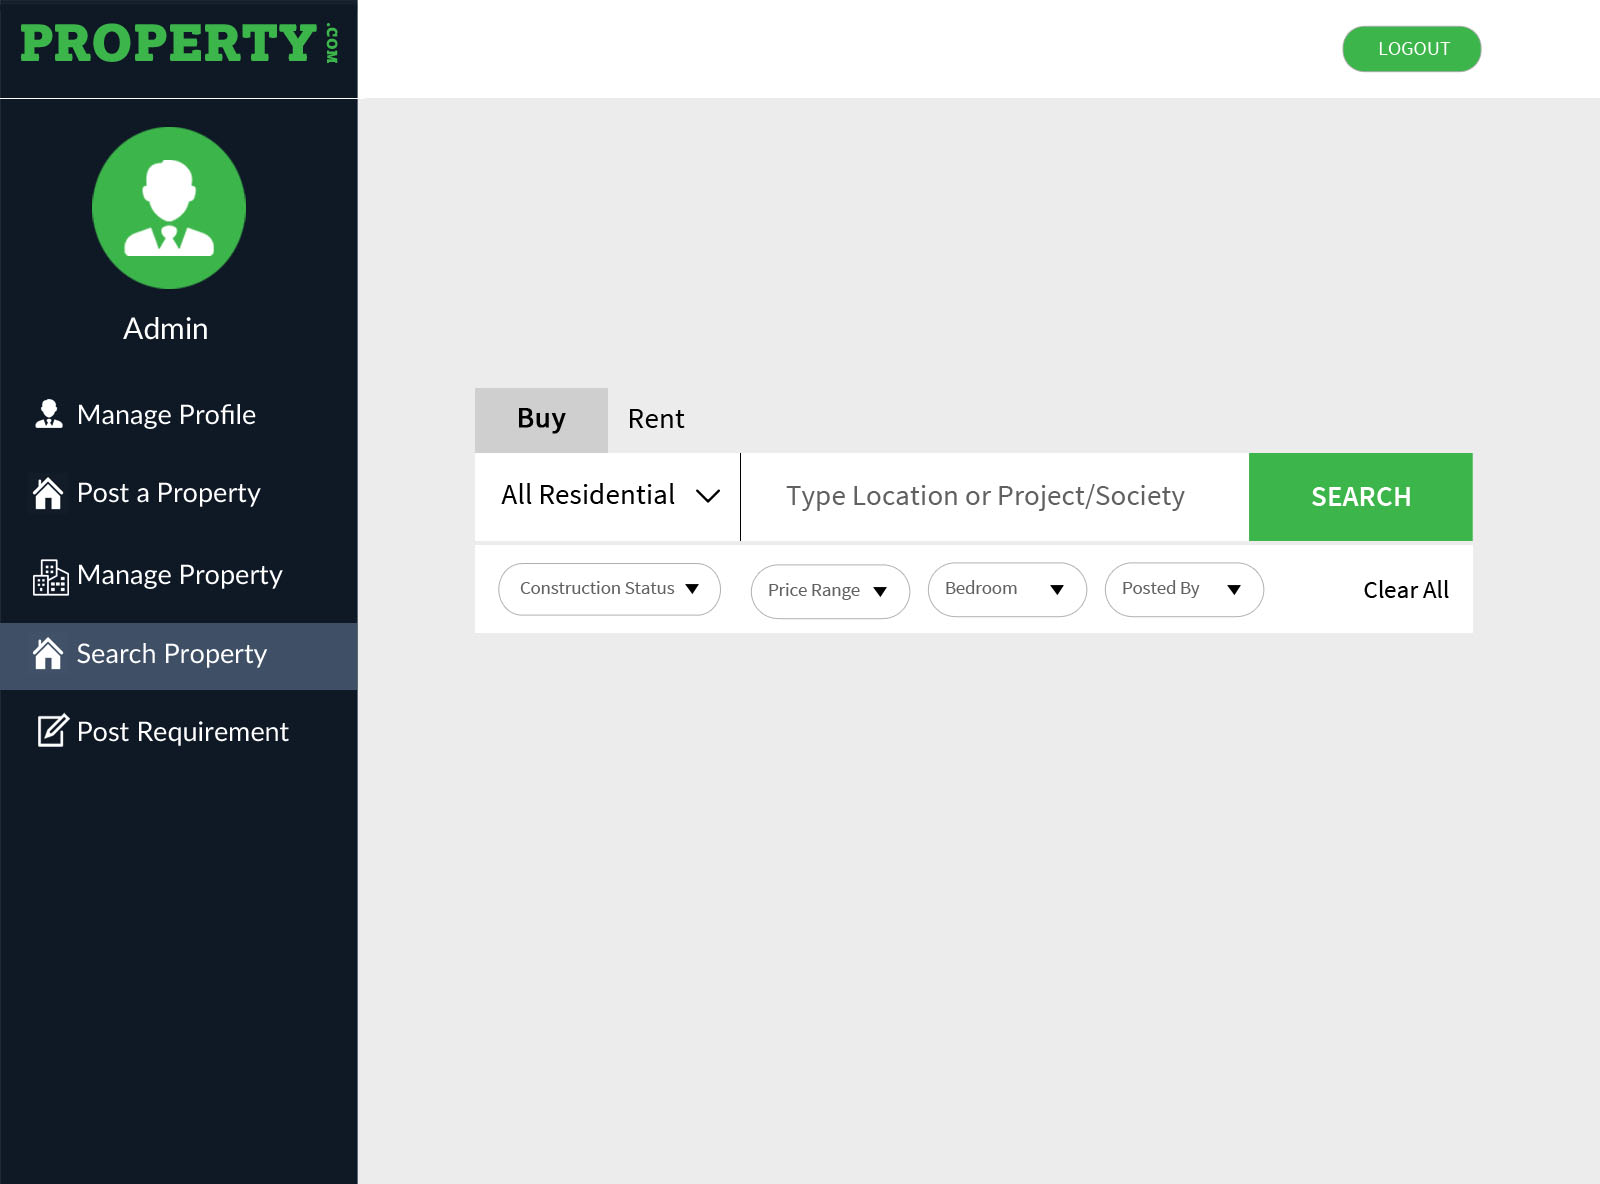 PROPERTY.COM
LOGOUT
Admin
Manage Profile
Post a Property
Manage Property
Search Property
Post Requirement
Buy
Rent
All Residential
Type Location or Project/Society
SEARCH
Construction Status
Price Range
Bedroom
Posted By
Clear All